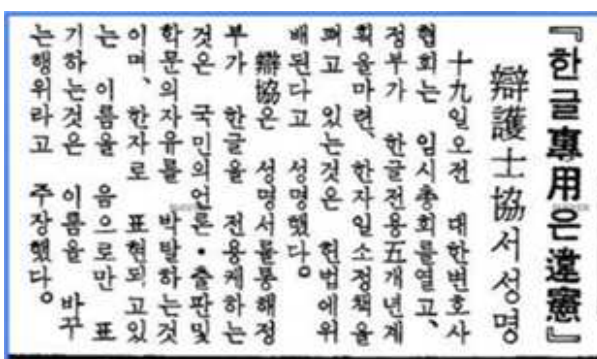 『한글專用은違憲』
辯護士協서성명
十九일오전 대한변호사
협회는 임시총회를열고、
정부가 한글전용五개년계
획을마련、한자일소정책을
펴고 있는것은 헌법에위
배된다고 성명했다。
辯協은 성명서를통해정
부가 한글을 전용케하는
것은 국민의언론·출판및
학문의자유를 박탈하는것
이며、한자로 표현되고있
는 이름을 음으로만 표
기하는것은 이름을 바꾸
는행위라고 주장했다。